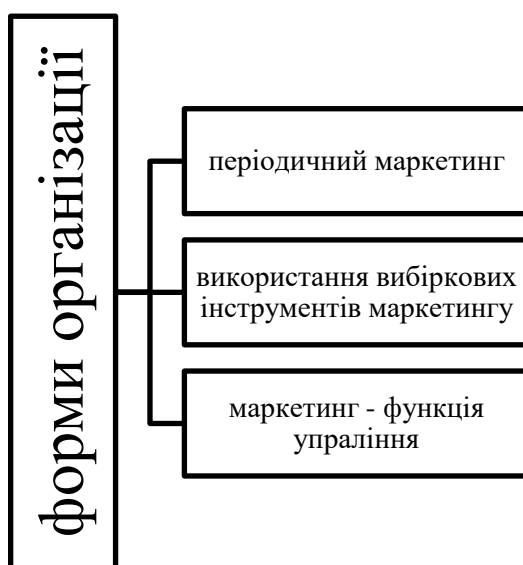 форми організації
періодичний маркетинг
використання вибіркових
інструментів маркетингу
маркетинг - функція
упраління